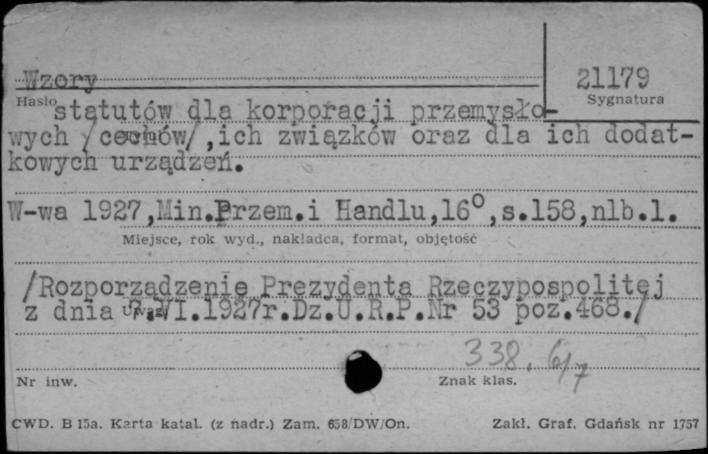 Wzory
21179
Hasło
Sygnatura
statutów dla korporacji przemysło-
wych /cechów/,ich związków oraz dla ich dodat-
kowych urządzeń.
W-wa 1927,Min.Przem.i Handlu,16°,s.158,nlb.1.
Miejsce, rok wyd., nakładca, format, objętość
/Rozporządzenie Prezydenta Rzeczypospolitej
z dnia 7.VI.1927r.Dz.U.R.P.Nr 53 poz.468./
338.6/7
Nr inw.
Znak klas.
CWD. B 15a. Karta katal. (z nadr.) Zam. 658/DW/On.
Zakł. Graf. Gdańsk nr 1757